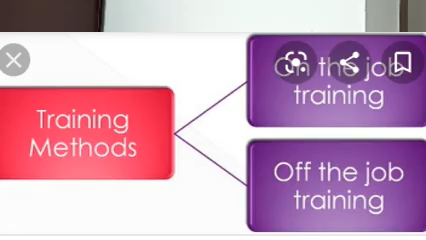 Training
Methods
On the job
training
Off the job
training